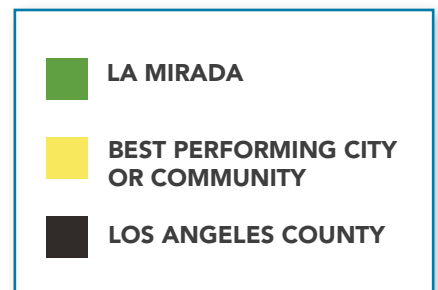 LA MIRADA
BEST PERFORMING CITY
OR COMMUNITY
LOS ANGELES COUNTY